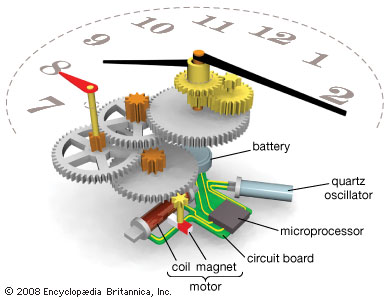 7 8 9 10 11 12 1 2
battery
quartz
oscillator
microprocessor
circuit board
coil magnet
motor
© 2008 Encyclopædia Britannica, Inc.